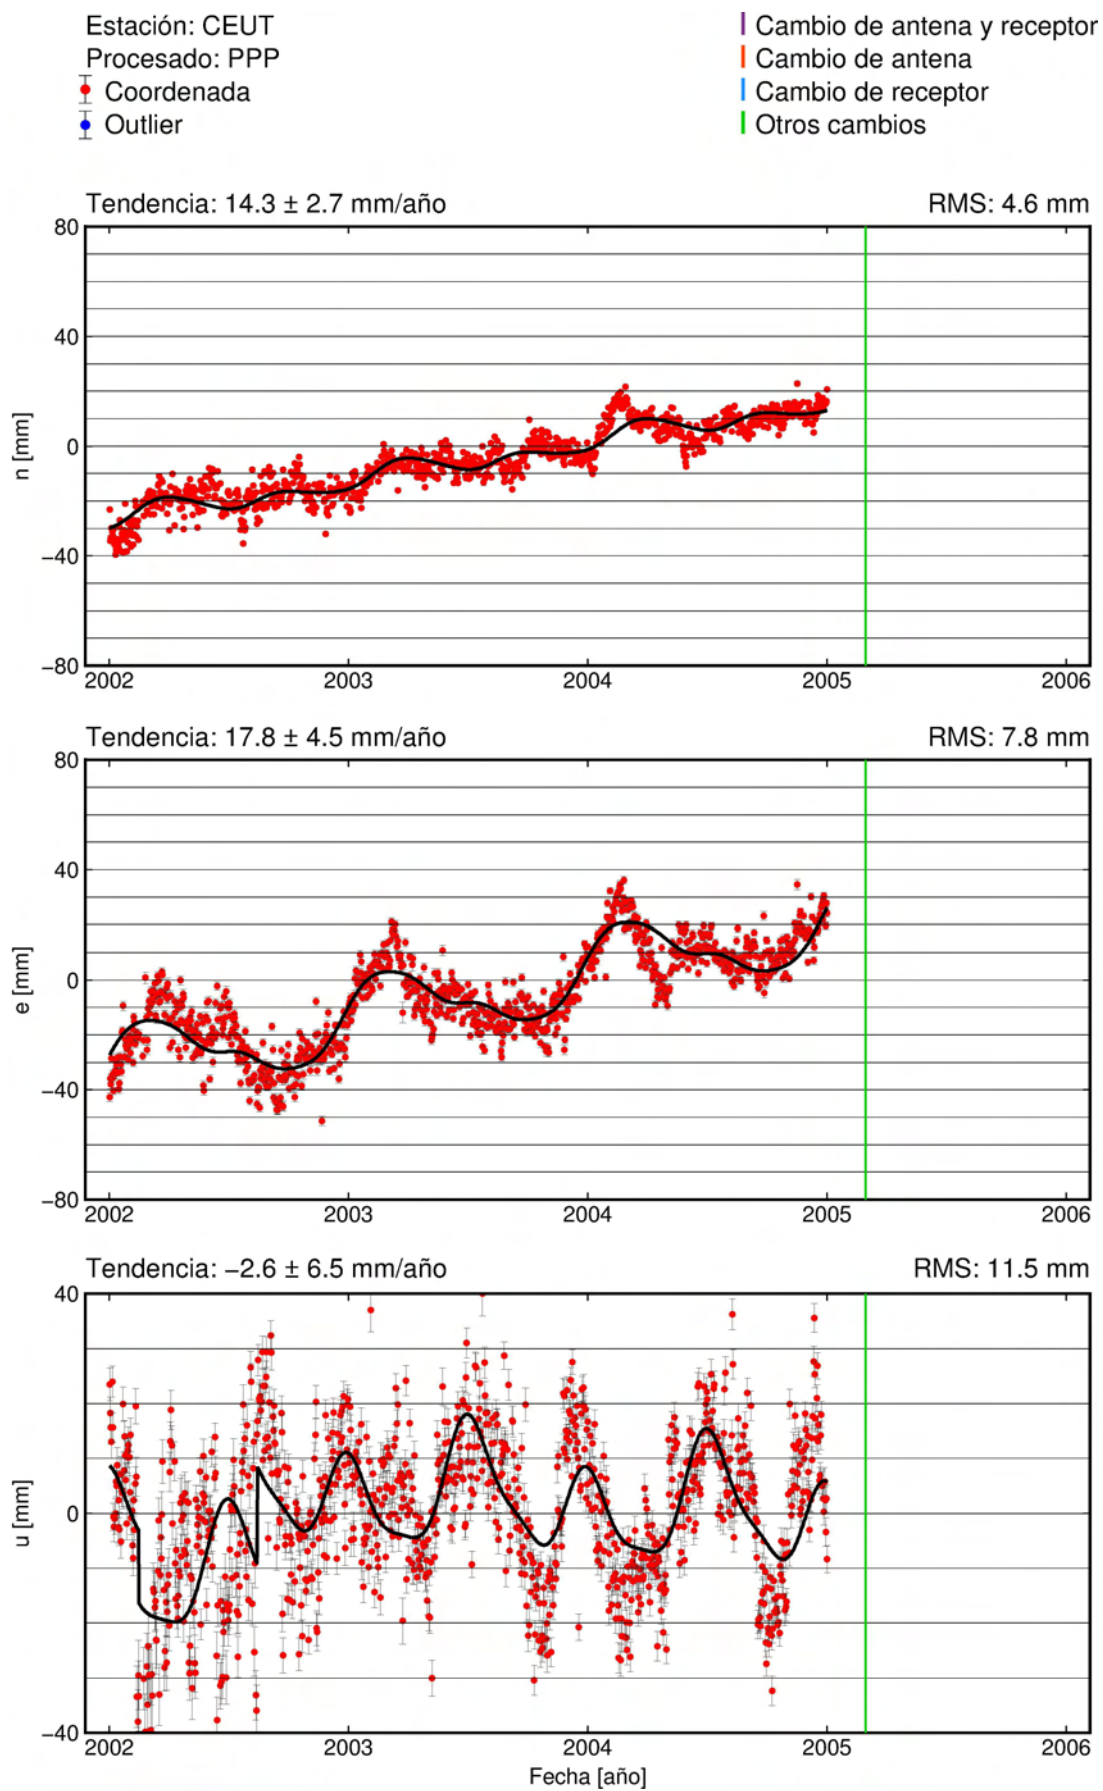 Estación: CEUT
Procesado: PPP
Coordenada
Outlier
Cambio de antena y receptor
Cambio de antena
Cambio de receptor
Otros cambios
Tendencia: 14.3 ± 2.7 mm/año RMS: 4.6 mm
80
40
0
−40
−80
n [mm]
2002 2003 2004 2005 2006
Tendencia: 17.8 ± 4.5 mm/año RMS: 7.8 mm
80
40
0
−40
−80
e [mm]
2002 2003 2004 2005 2006
Tendencia: −2.6 ± 6.5 mm/año RMS: 11.5 mm
40
0
−40
u [mm]
2002 2003 2004 2005 2006
Fecha [año]